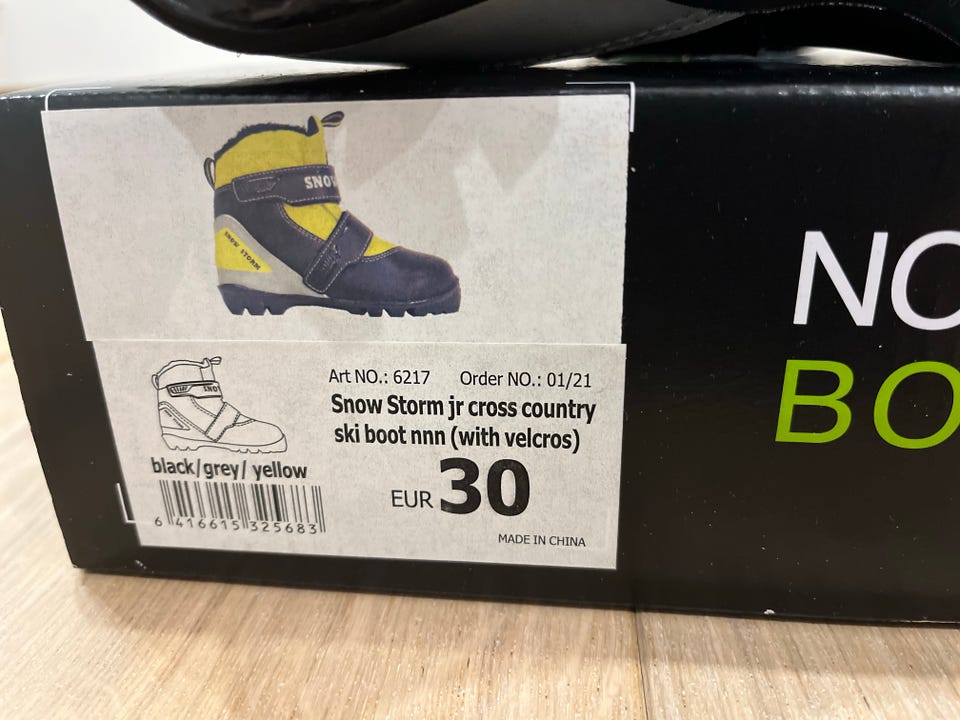 SNOW
SNOW STORM
Art NO.: 6217 Order NO.: 01/21
Snow Storm jr cross country
ski boot nnn (with velcros)
black/grey/ yellow
EUR 30
6 416615 325683
MADE IN CHINA
NO
BO